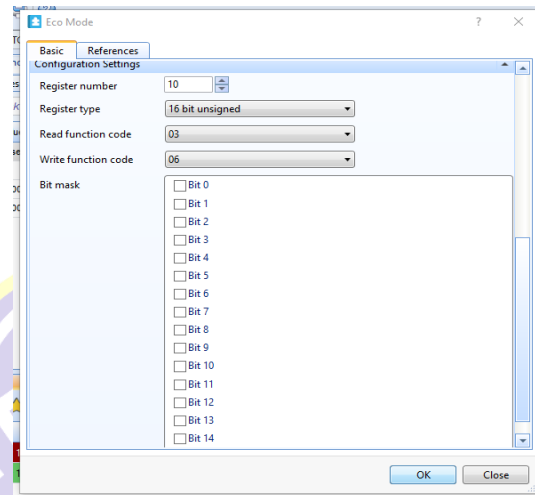 Eco Mode
Basic References
Configuration Settings
Register number 10
Register type 16 bit unsigned
Read function code 03
Write function code 06
Bit mask
Bit 0
Bit 1
Bit 2
Bit 3
Bit 4
Bit 5
Bit 6
Bit 7
Bit 8
Bit 9
Bit 10
Bit 11
Bit 12
Bit 13
Bit 14
OK Close